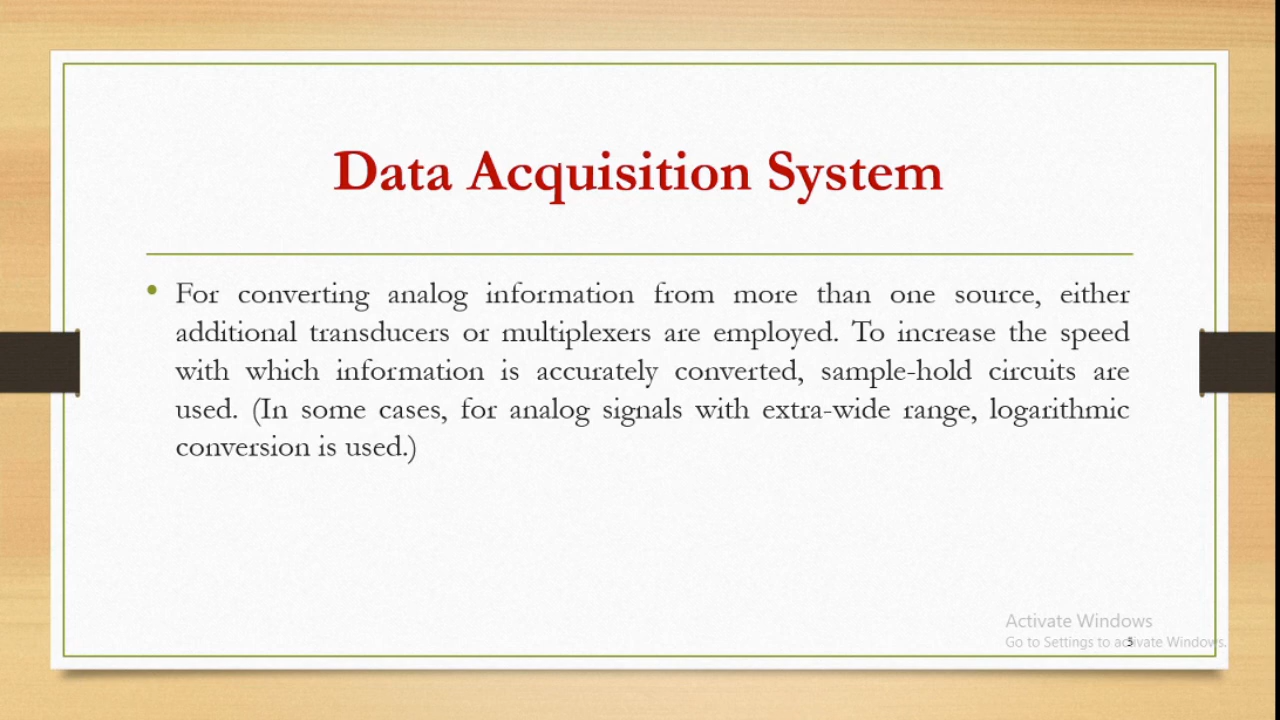 Data Acquisition System
• For converting analog information from more than one source, either
additional transducers or multiplexers are employed. To increase the speed
with which information is accurately converted, sample-hold circuits are
used. (In some cases, for analog signals with extra-wide range, logarithmic
conversion is used.)
Activate Windows
Go to Settings to activate Windows.
5